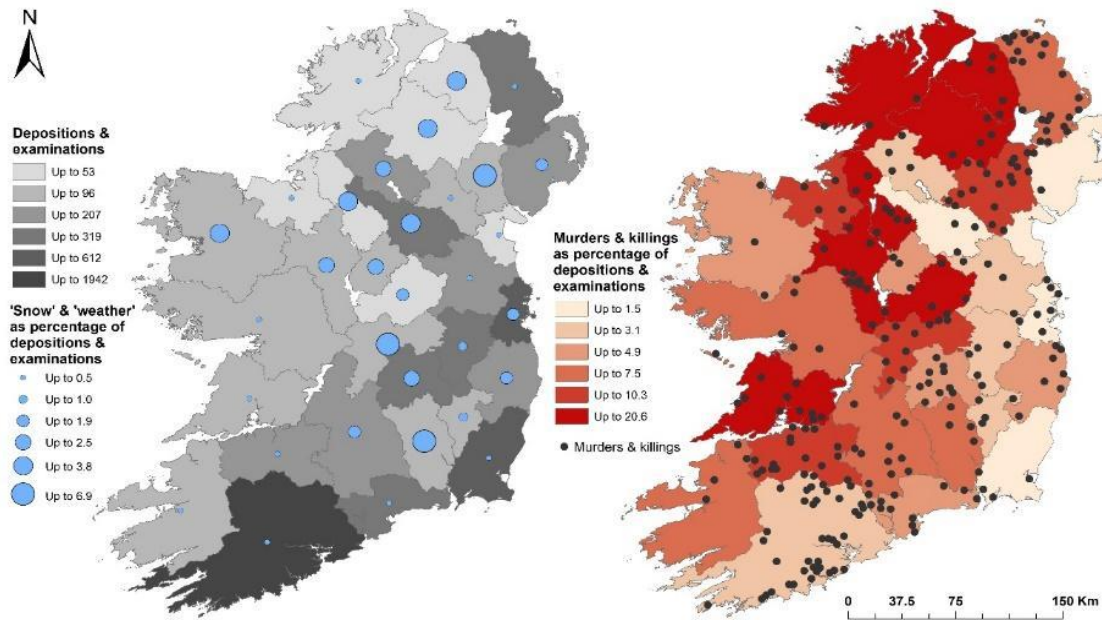 N
Depositions &
examinations
Up to 53
Up to 96
Up to 207
Up to 319
Up to 612
Up to 1942
'Snow' & 'weather'
as percentage of
depositions &
examinations
Up to 0.5
Up to 1.0
Up to 1.9
Up to 2.5
Up to 3.8
Up to 6.9
Murders & killings
as percentage of
depositions &
examinations
Up to 1.5
Up to 3.1
Up to 4.9
Up to 7.5
Up to 10.3
Up to 20.6
Murders & killings
0 37.5 75 150 Km